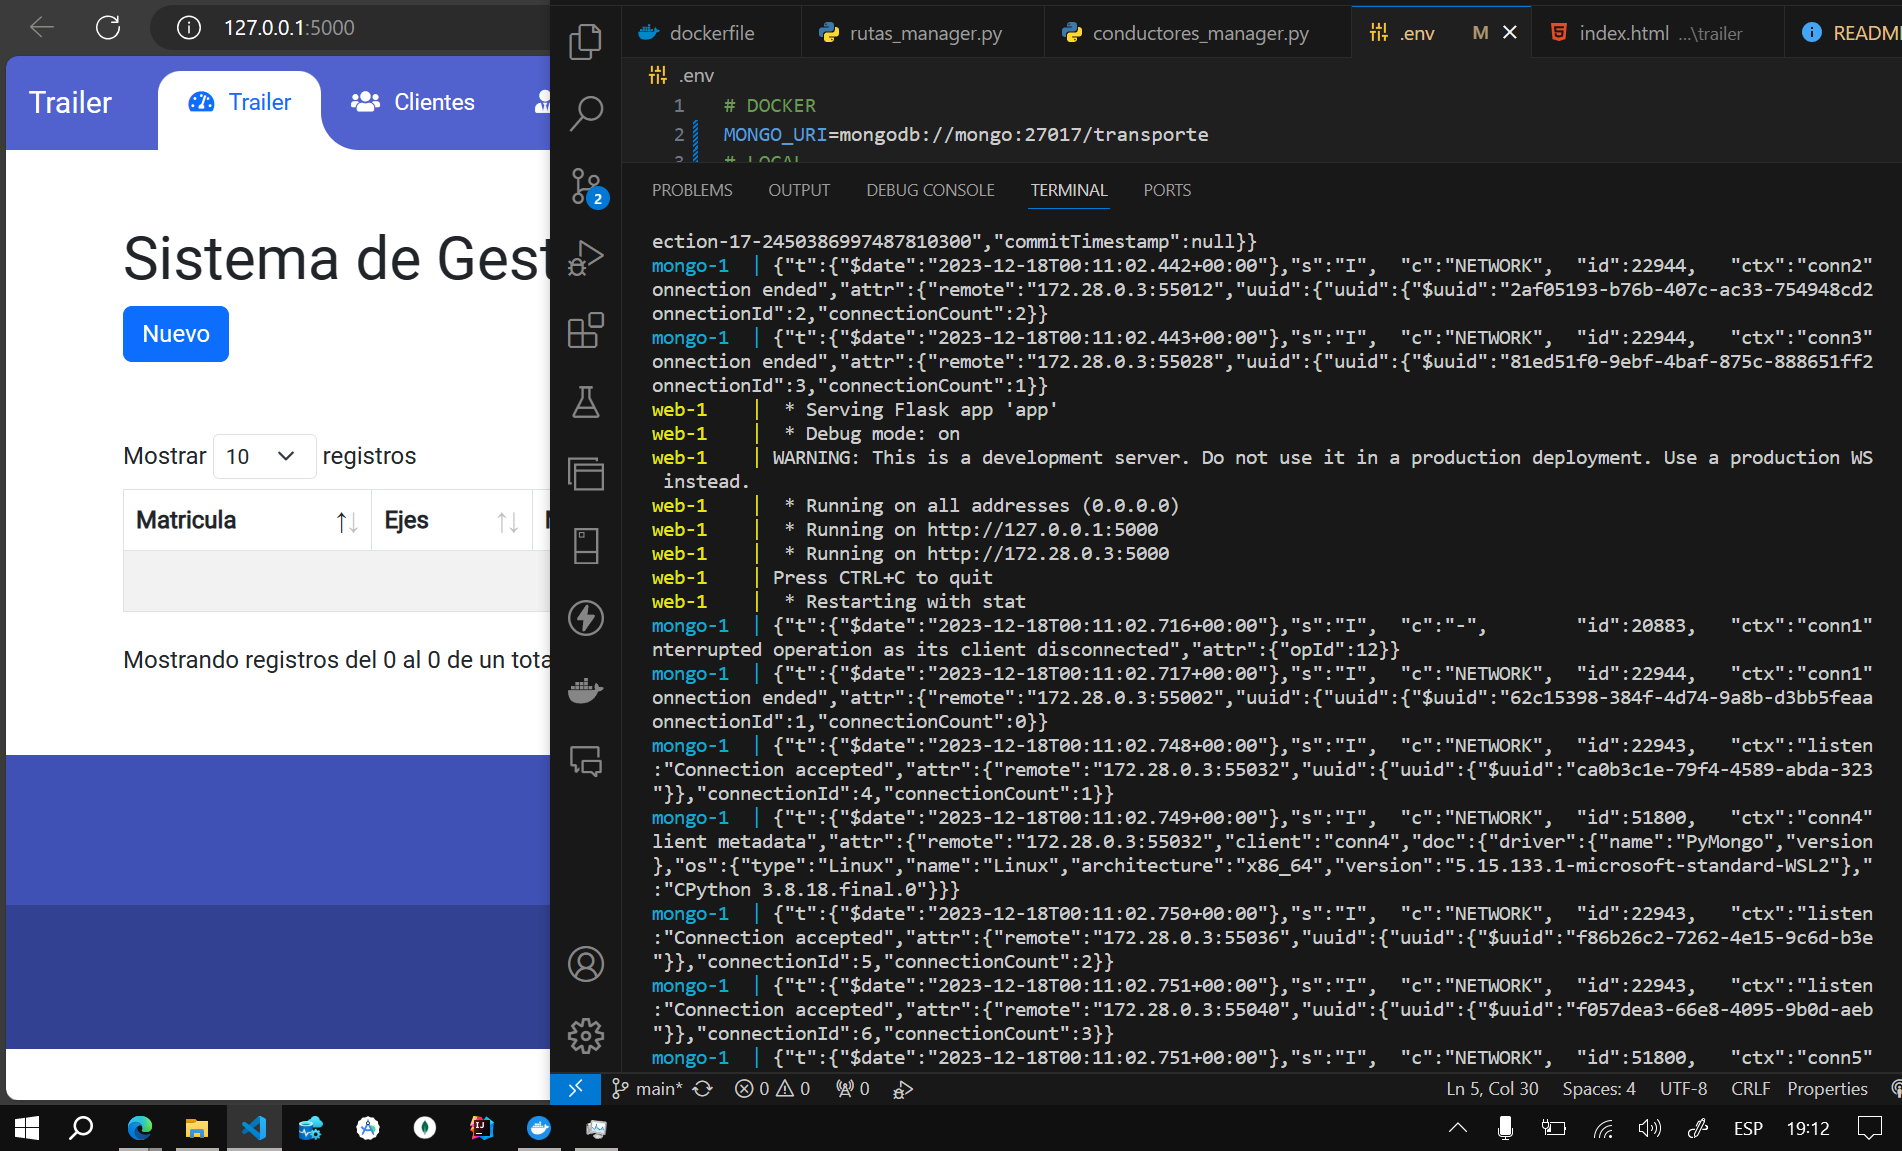 127.0.0.1:5000
Trailer
Trailer
Clientes
Sistema de Gest
Nuevo
Mostrar 10 registros
Matricula
Ejes
Mostrando registros del 0 al 0 de un tota
dockerfile
rutas_manager.py
conductores_manager.py
.env M
index.html ...\trailer
READM
.env
1 # DOCKER
2 MONGO_URI=mongodb://mongo:27017/transporte
3 # LOCAL
PROBLEMS OUTPUT DEBUG CONSOLE TERMINAL PORTS
2
ection-17-2450386997487810300","commitTimestamp":null}}
mongo-1 | {"t":{"$date":"2023-12-18T00:11:02.442+00:00"},"s":"I", "c":"NETWORK", "id":22944, "ctx":"conn2"
onnection ended","attr":{"remote":"172.28.0.3:55012","uuid":{"uuid":{"$uuid":"2af05193-b76b-407c-ac33-754948cd2
onnectionId":2,"connectionCount":2}}
mongo-1 | {"t":{"$date":"2023-12-18T00:11:02.443+00:00"},"s":"I", "c":"NETWORK", "id":22944, "ctx":"conn3"
onnection ended","attr":{"remote":"172.28.0.3:55028","uuid":{"uuid":{"$uuid":"81ed51f0-9ebf-4baf-875c-888651ff2
onnectionId":3,"connectionCount":1}}
web-1 | * Serving Flask app 'app'
web-1 | * Debug mode: on
web-1 | WARNING: This is a development server. Do not use it in a production deployment. Use a production WS
instead.
web-1 | * Running on all addresses (0.0.0.0)
web-1 | * Running on http://127.0.0.1:5000
web-1 | * Running on http://172.28.0.3:5000
web-1 | Press CTRL+C to quit
web-1 | * Restarting with stat
mongo-1 | {"t":{"$date":"2023-12-18T00:11:02.716+00:00"},"s":"I", "c":"-", "id":20883, "ctx":"conn1"
nterrupted operation as its client disconnected","attr":{"opId":12}}
mongo-1 | {"t":{"$date":"2023-12-18T00:11:02.717+00:00"},"s":"I", "c":"NETWORK", "id":22944, "ctx":"conn1"
onnection ended","attr":{"remote":"172.28.0.3:55002","uuid":{"uuid":{"$uuid":"62c15398-384f-4d74-9a8b-d3bb5feaa
onnectionId":1,"connectionCount":0}}
mongo-1 | {"t":{"$date":"2023-12-18T00:11:02.748+00:00"},"s":"I", "c":"NETWORK", "id":22943, "ctx":"listen
:"Connection accepted","attr":{"remote":"172.28.0.3:55032","uuid":{"uuid":{"$uuid":"ca0b3c1e-79f4-4589-abda-323
"}},"connectionId":4,"connectionCount":1}}
mongo-1 | {"t":{"$date":"2023-12-18T00:11:02.749+00:00"},"s":"I", "c":"NETWORK", "id":51800, "ctx":"conn4"
lient metadata","attr":{"remote":"172.28.0.3:55032","client":"conn4","doc":{"driver":{"name":"PyMongo","version
},"os":{"type":"Linux","name":"Linux","architecture":"x86_64","version":"5.15.133.1-microsoft-standard-WSL2"},"
:"CPython 3.8.18.final.0"}}}
mongo-1 | {"t":{"$date":"2023-12-18T00:11:02.750+00:00"},"s":"I", "c":"NETWORK", "id":22943, "ctx":"listen
:"Connection accepted","attr":{"remote":"172.28.0.3:55036","uuid":{"uuid":{"$uuid":"f86b26c2-7262-4e15-9c6d-b3e
"}},"connectionId":5,"connectionCount":2}}
mongo-1 | {"t":{"$date":"2023-12-18T00:11:02.751+00:00"},"s":"I", "c":"NETWORK", "id":22943, "ctx":"listen
:"Connection accepted","attr":{"remote":"172.28.0.3:55040","uuid":{"uuid":{"$uuid":"f057dea3-66e8-4095-9b0d-aeb
"}},"connectionId":6,"connectionCount":3}}
mongo-1 | {"t":{"$date":"2023-12-18T00:11:02.751+00:00"},"s":"I", "c":"NETWORK", "id":51800, "ctx":"conn5"
main* 0 0 0 Ln 5, Col 30 Spaces: 4 UTF-8 CRLF Properties
ESP 19:12